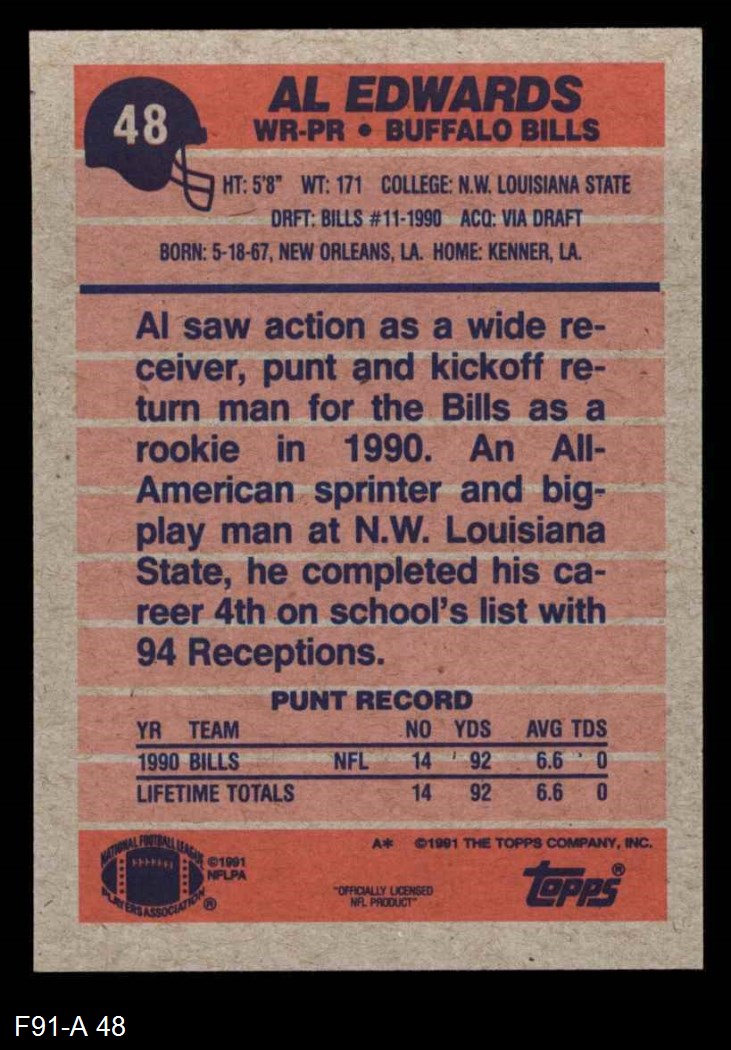 48
AL EDWARDS
WR-PR • BUFFALO BILLS
HT: 5'8" WT: 171 COLLEGE: N.W. LOUISIANA STATE
DRFT: BILLS #11-1990 ACQ: VIA DRAFT
BORN: 5-18-67, NEW ORLEANS, LA. HOME: KENNER, LA.
Al saw action as a wide re-
ceiver, punt and kickoff re-
turn man for the Bills as a
rookie in 1990. An All-
American sprinter and big-
play man at N.W. Louisiana
State, he completed his ca-
reer 4th on school's list with
94 Receptions.
PUNT RECORD
YR TEAM NO YDS AVG TDS
1990 BILLS NFL 14 92 6.6 0
LIFETIME TOTALS 14 92 6.6 0
A* ©1991 THE TOPPS COMPANY, INC.
NATIONAL FOOTBALL LEAGUE
PLAYERS ASSOCIATION ®
©1991
NFLPA
"OFFICIALLY LICENSED
NFL PRODUCT"
topps®
F91-A 48